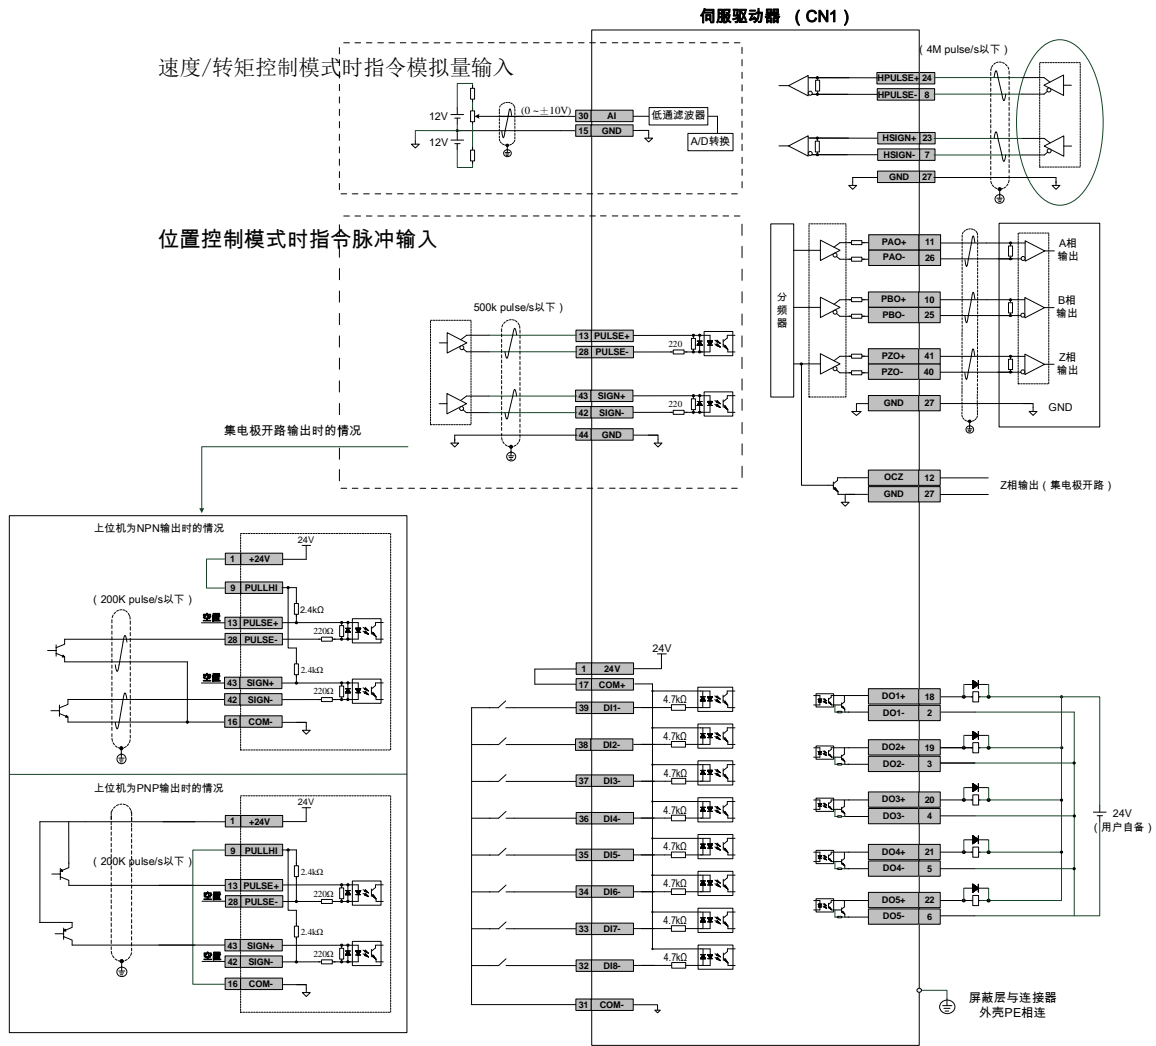 伺服驱动器 （CN1）
速度/转矩控制模式时指令模拟量输入
12V
12V
(0 ~ ±10V)
30 AI
15 GND
低通滤波器
A/D转换
（4M pulse/s以下）
HPULSE+ 24
HPULSE- 8
HSIGN+ 23
HSIGN- 7
GND 27
位置控制模式时指令脉冲输入
500k pulse/s以下）
13 PULSE+
28 PULSE-
220
43 SIGN+
42 SIGN-
220
44 GND
分频器
PAO+ 11
PAO- 26
A相
输出
PBO+ 10
PBO- 25
B相
输出
PZO+ 41
PZO- 40
Z相
输出
GND 27
GND
OCZ 12
GND 27
Z相输出（集电极开路）
集电极开路输出时的情况
上位机为NPN输出时的情况
24V
1 +24V
9 PULLHI
（200K pulse/s以下）
2.4kΩ
空置
13 PULSE+
28 PULSE-
220Ω
2.4kΩ
空置
43 SIGN+
42 SIGN-
220Ω
16 COM-
上位机为PNP输出时的情况
24V
1 +24V
9 PULLHI
（200K pulse/s以下）
2.4kΩ
13 PULSE+
空置
28 PULSE-
220Ω
2.4kΩ
43 SIGN+
空置
42 SIGN-
220Ω
16 COM-
24V
1 24V
17 COM+
39 DI1-
4.7kΩ
38 DI2-
4.7kΩ
37 DI3-
4.7kΩ
36 DI4-
4.7kΩ
35 DI5-
4.7kΩ
34 DI6-
4.7kΩ
33 DI7-
4.7kΩ
32 DI8-
4.7kΩ
31 COM-
DO1+ 18
DO1- 2
DO2+ 19
DO2- 3
DO3+ 20
DO3- 4
DO4+ 21
DO4- 5
DO5+ 22
DO5- 6
24V
（用户自备）
屏蔽层与连接器
外壳PE相连